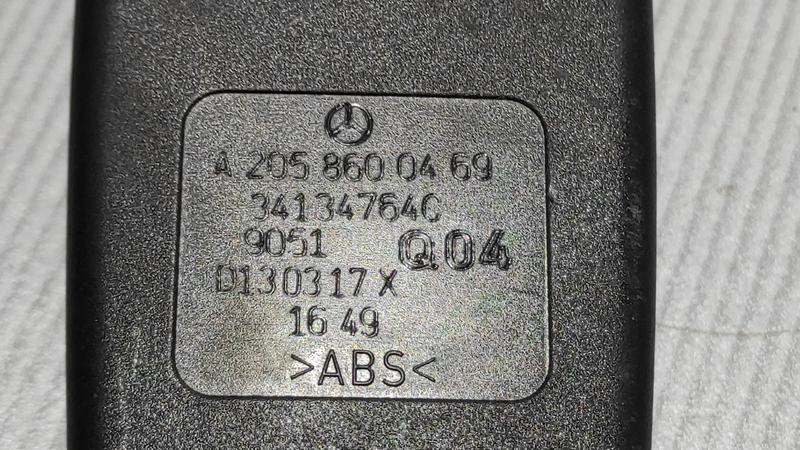 A 205 860 04 69
34134764C
9051 Q04
D130317 X
16 49
>ABS<